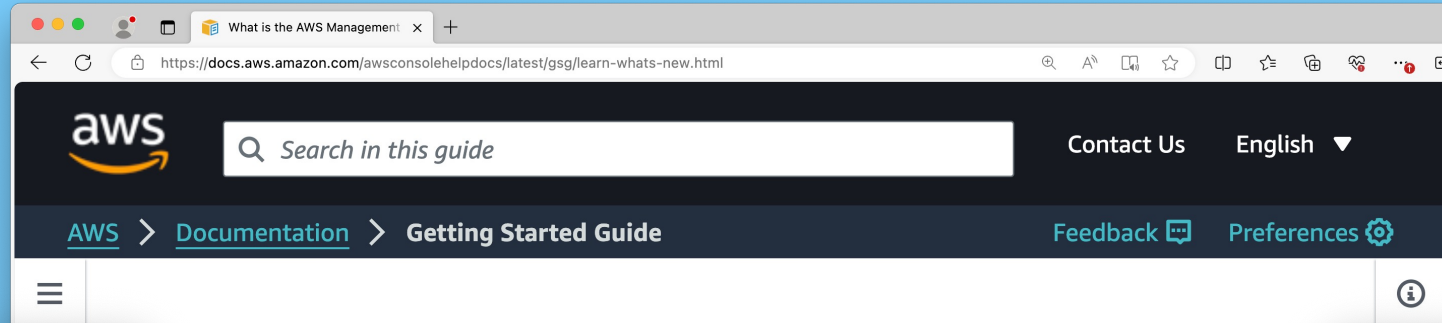 What is the AWS Management
https://docs.aws.amazon.com/awsconsolehelpdocs/latest/gsg/learn-whats-new.html
aws
Search in this guide
Contact Us
English
AWS > Documentation > Getting Started Guide
Feedback
Preferences